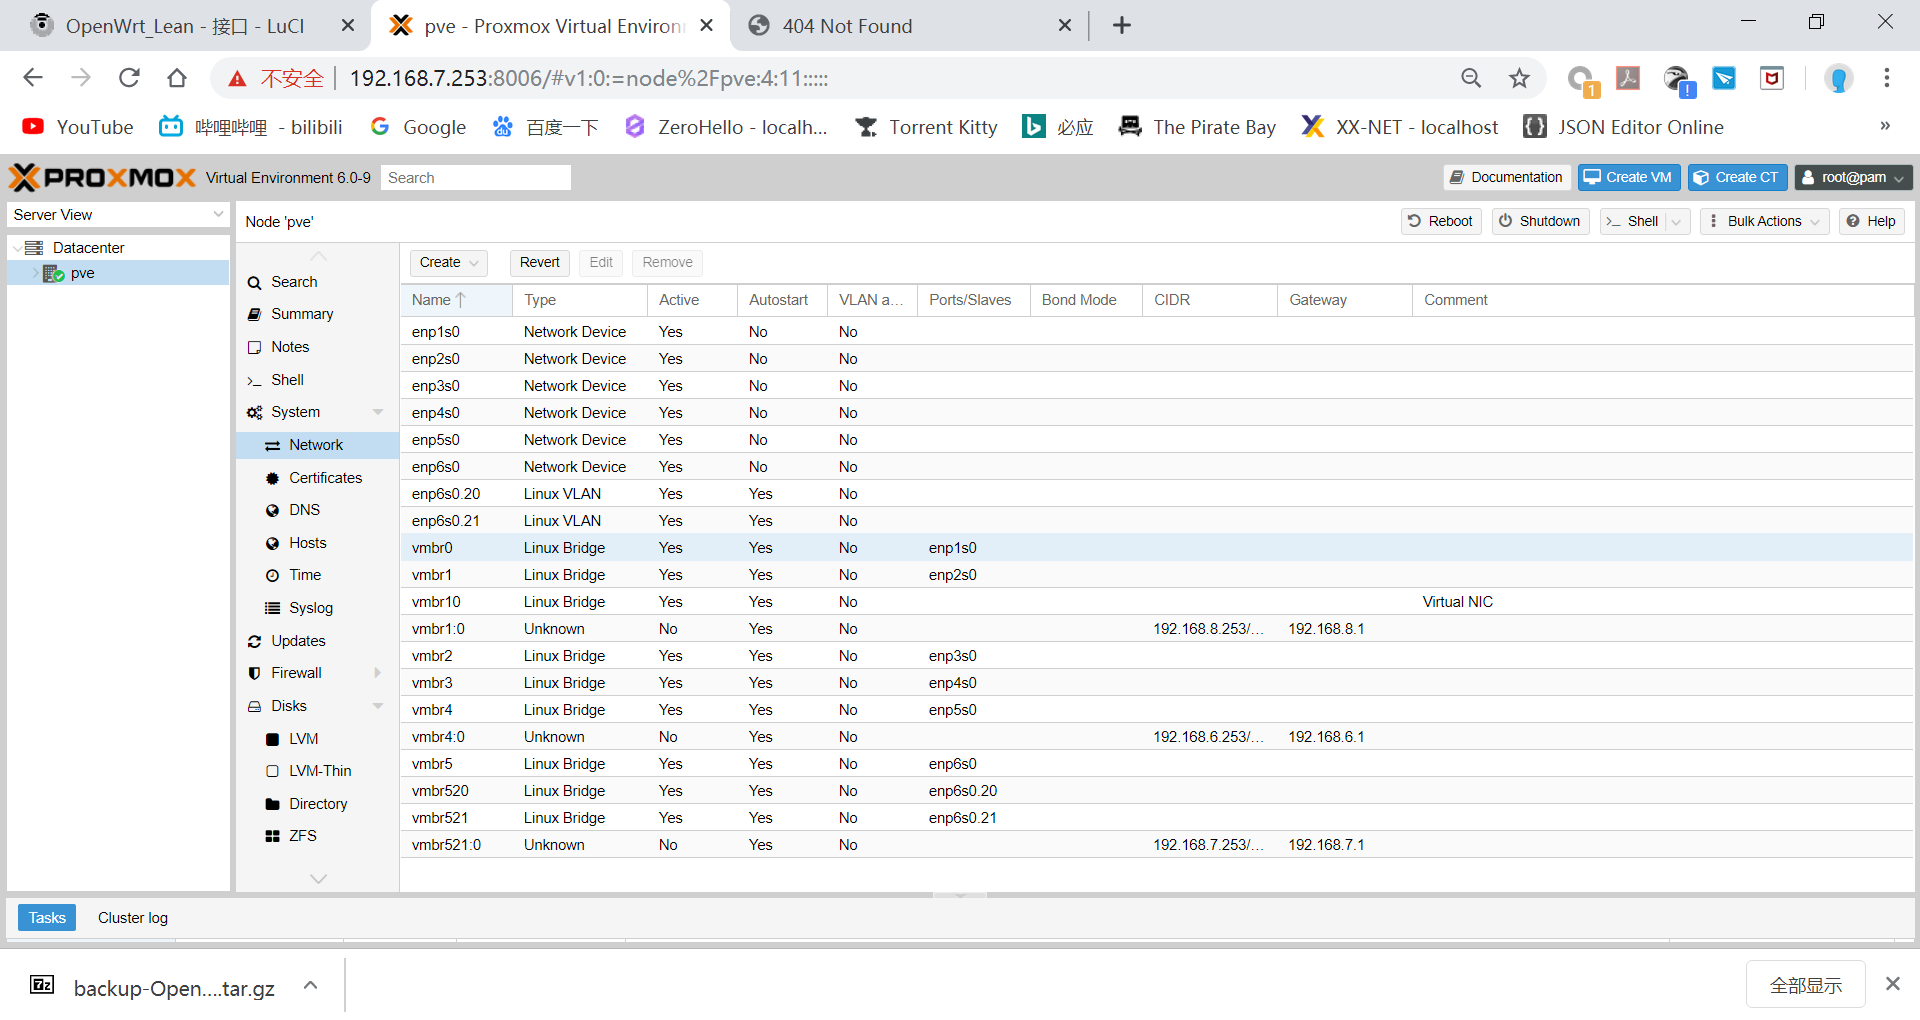 OpenWrt_Lean - 接口 - LuCI
pve - Proxmox Virtual Environm
404 Not Found
不安全
192.168.7.253:8006/#v1:0:=node%2Fpve:4:11:::::
1
!
YouTube
哔哩哔哩 - bilibili
Google
百度一下
ZeroHello - localh...
Torrent Kitty
必应
The Pirate Bay
XX-NET - localhost
JSON Editor Online
»
PROXMOX Virtual Environment 6.0-9
Search
Documentation
Create VM
Create CT
root@pam
Server View
Node 'pve'
Reboot
Shutdown
Shell
Bulk Actions
Help
Datacenter
pve
Search
Summary
Notes
Shell
System
Network
Certificates
DNS
Hosts
Time
Syslog
Updates
Firewall
Disks
LVM
LVM-Thin
Directory
ZFS
Create
Revert
Edit
Remove
Name Type Active Autostart VLAN a... Ports/Slaves Bond Mode CIDR Gateway Comment
enp1s0 Network Device Yes No No
enp2s0 Network Device Yes No No
enp3s0 Network Device Yes No No
enp4s0 Network Device Yes No No
enp5s0 Network Device Yes No No
enp6s0 Network Device Yes No No
enp6s0.20 Linux VLAN Yes Yes No
enp6s0.21 Linux VLAN Yes Yes No
vmbr0 Linux Bridge Yes Yes No enp1s0
vmbr1 Linux Bridge Yes Yes No enp2s0
vmbr10 Linux Bridge Yes Yes No Virtual NIC
vmbr1:0 Unknown No Yes No 192.168.8.253/... 192.168.8.1
vmbr2 Linux Bridge Yes Yes No enp3s0
vmbr3 Linux Bridge Yes Yes No enp4s0
vmbr4 Linux Bridge Yes Yes No enp5s0
vmbr4:0 Unknown No Yes No 192.168.6.253/... 192.168.6.1
vmbr5 Linux Bridge Yes Yes No enp6s0
vmbr520 Linux Bridge Yes Yes No enp6s0.20
vmbr521 Linux Bridge Yes Yes No enp6s0.21
vmbr521:0 Unknown No Yes No 192.168.7.253/... 192.168.7.1
Tasks
Cluster log
7z
backup-Open....tar.gz
全部显示